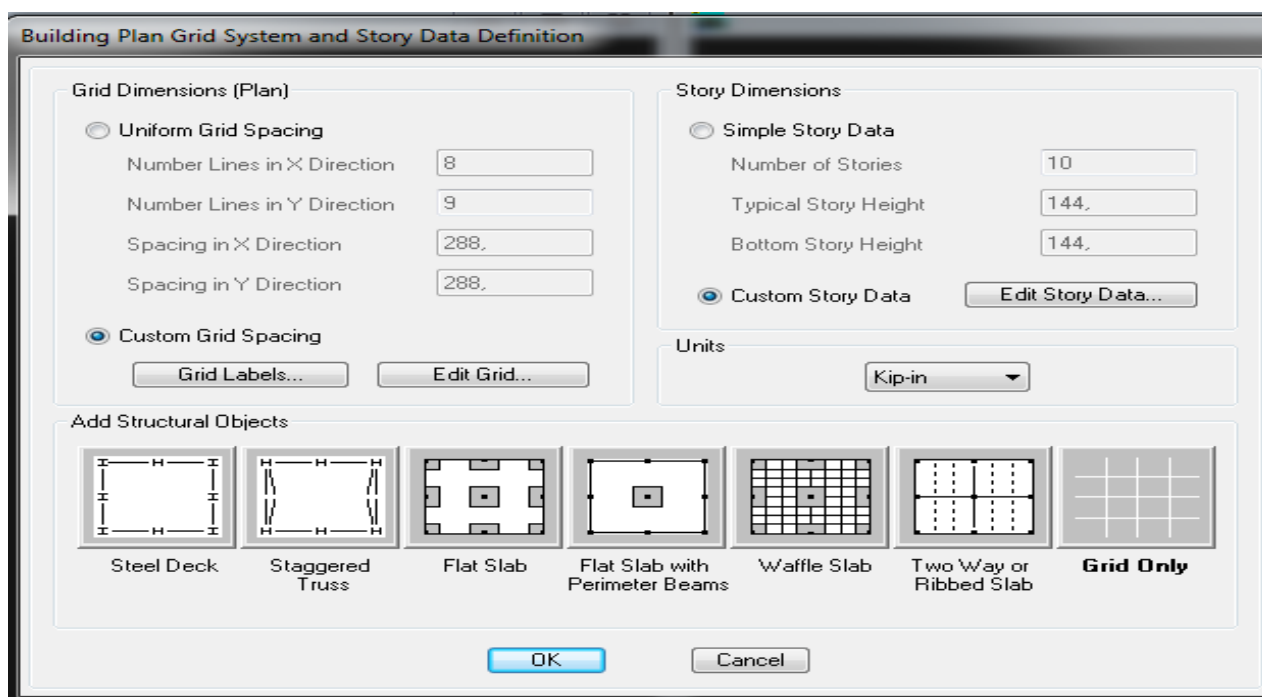 Building Plan Grid System and Story Data Definition
Grid Dimensions (Plan)
Uniform Grid Spacing
Number Lines in X Direction
8
Number Lines in Y Direction
9
Spacing in X Direction
288,
Spacing in Y Direction
288,
Custom Grid Spacing
Grid Labels...
Edit Grid...
Story Dimensions
Simple Story Data
Number of Stories
10
Typical Story Height
144,
Bottom Story Height
144,
Custom Story Data
Edit Story Data...
Units
Kip-in
Add Structural Objects
Steel Deck
Staggered
Truss
Flat Slab
Flat Slab with
Perimeter Beams
Waffle Slab
Two Way or
Ribbed Slab
Grid Only
OK
Cancel